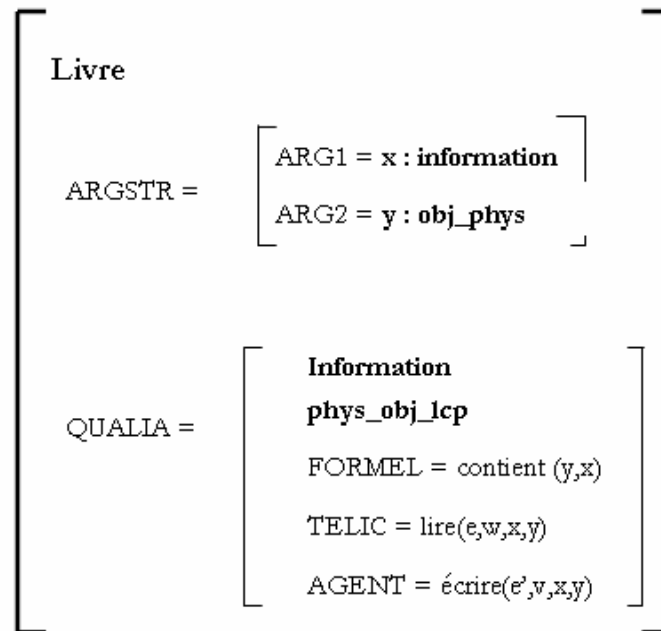 Livre
ARGSTR =
ARG1 = x : information
ARG2 = y : obj_phys
QUALIA =
Information
phys_obj_lcp
FORMEL = contient (y,x)
TELIC = lire(e,w,x,y)
AGENT = écrire(e',v,x,y)